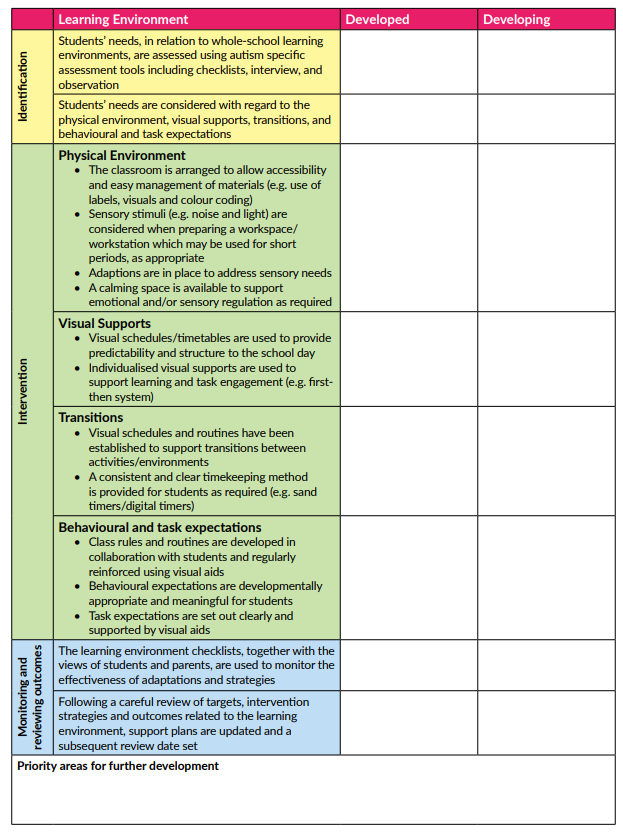 Learning Environment
Developed
Developing
Identification
Students' needs, in relation to whole-school learning
environments, are assessed using autism specific
assessment tools including checklists, interview, and
observation
Students' needs are considered with regard to the
physical environment, visual supports, transitions, and
behavioural and task expectations
Intervention
Physical Environment
• The classroom is arranged to allow accessibility
and easy management of materials (e.g. use of
labels, visuals and colour coding)
• Sensory stimuli (e.g. noise and light) are
considered when preparing a workspace/
workstation which may be used for short
periods, as appropriate
• Adaptions are in place to address sensory needs
• A calming space is available to support
emotional and/or sensory regulation as required
Visual Supports
• Visual schedules/timetables are used to provide
predictability and structure to the school day
• Individualised visual supports are used to
support learning and task engagement (e.g. first-
then system)
Transitions
• Visual schedules and routines have been
established to support transitions between
activities/environments
• A consistent and clear timekeeping method
is provided for students as required (e.g. sand
timers/digital timers)
Behavioural and task expectations
• Class rules and routines are developed in
collaboration with students and regularly
reinforced using visual aids
• Behavioural expectations are developmentally
appropriate and meaningful for students
• Task expectations are set out clearly and
supported by visual aids
Monitoring and
reviewing outcomes
The learning environment checklists, together with the
views of students and parents, are used to monitor the
effectiveness of adaptations and strategies
Following a careful review of targets, intervention
strategies and outcomes related to the learning
environment, support plans are updated and a
subsequent review date set
Priority areas for further development